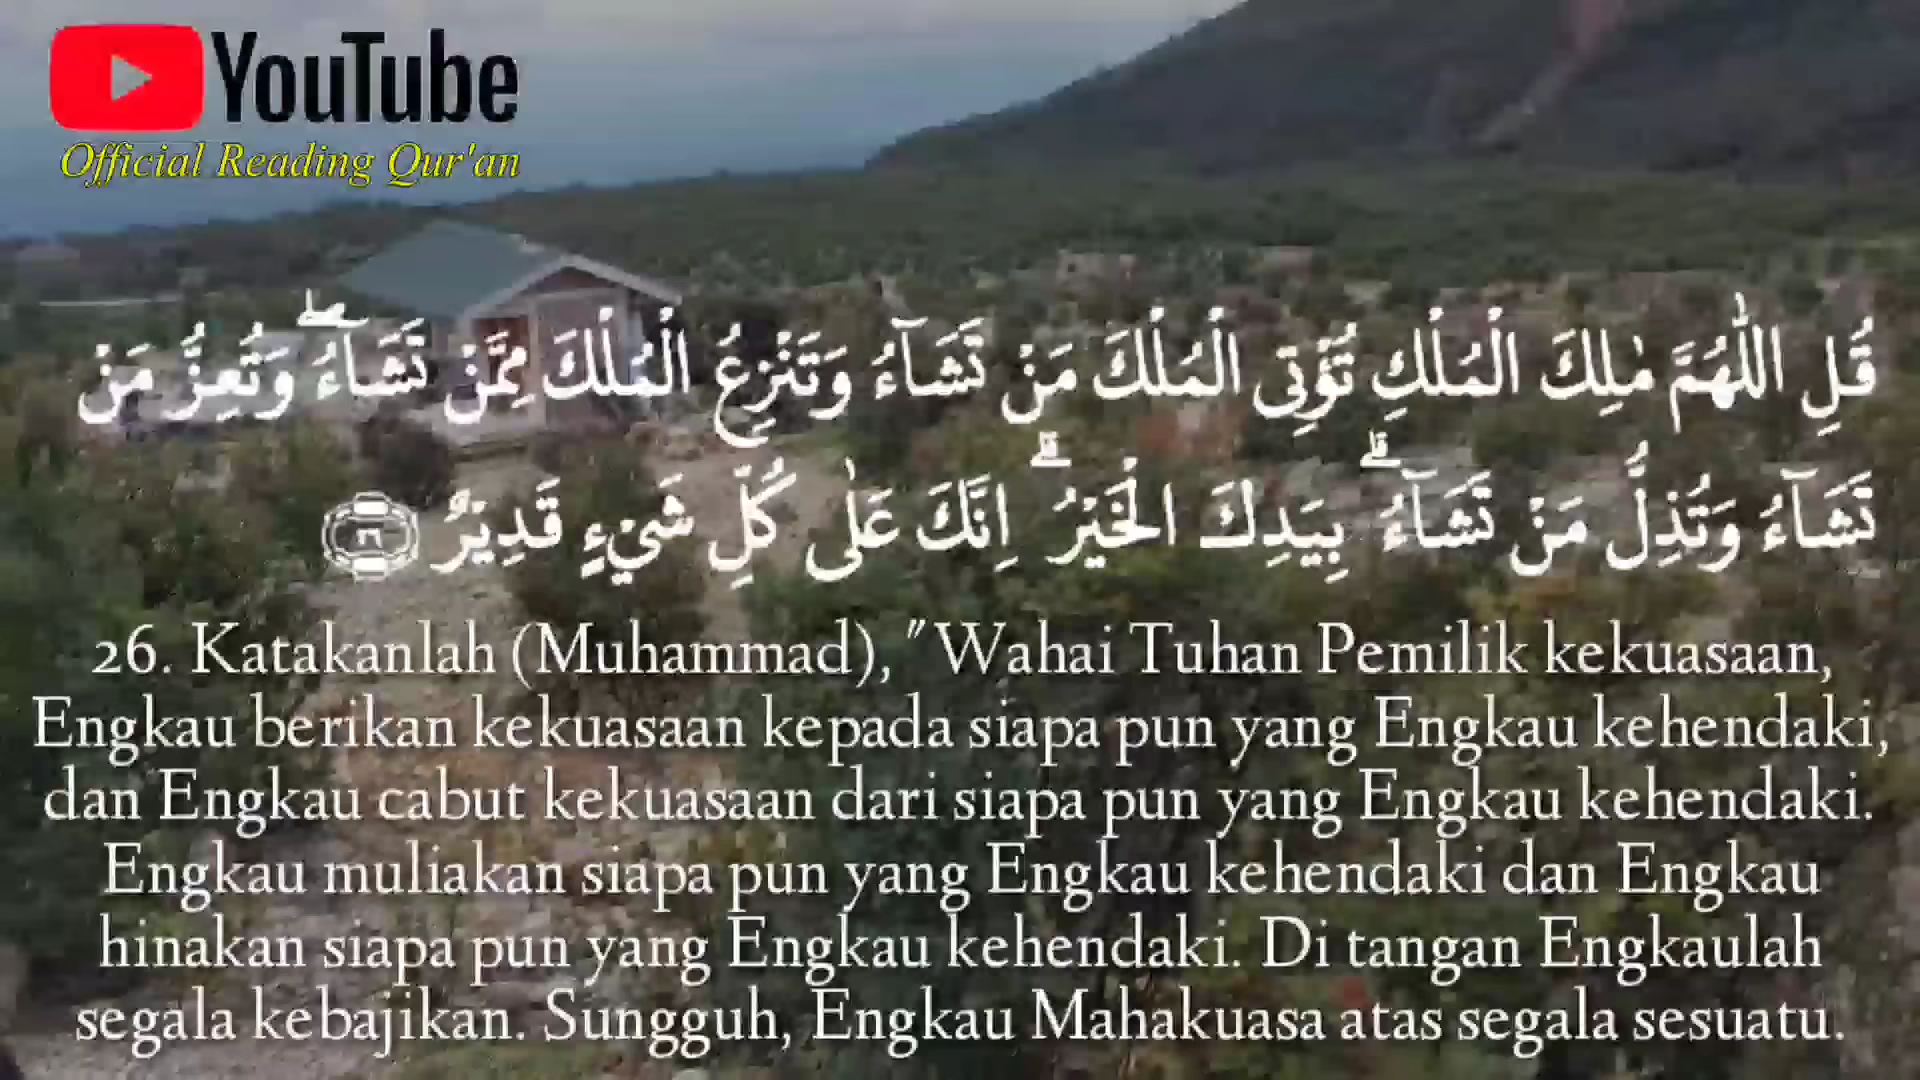 YouTube
Official Reading Qur'an
قُلِ اللّٰهُمَّ مٰلِكَ الْمُلْكِ تُؤْتِى الْمُلْكَ مَنْ تَشَاۤءُ وَتَنْزِعُ الْمُلْكَ مِمَّنْ تَشَاۤءُۖ وَتُعِزُّ مَنْ
تَشَاۤءُ وَتُذِلُّ مَنْ تَشَاۤءُۗ بِيَدِكَ الْخَيْرُۗ اِنَّكَ عَلٰى كُلِّ شَيْءٍ قَدِيْرٌ ٢٦
26. Katakanlah (Muhammad), "Wahai Tuhan Pemilik kekuasaan,
Engkau berikan kekuasaan kepada siapa pun yang Engkau kehendaki,
dan Engkau cabut kekuasaan dari siapa pun yang Engkau kehendaki.
Engkau muliakan siapa pun yang Engkau kehendaki dan Engkau
hinakan siapa pun yang Engkau kehendaki. Di tangan Engkaulah
segala kebajikan. Sungguh, Engkau Mahakuasa atas segala sesuatu.